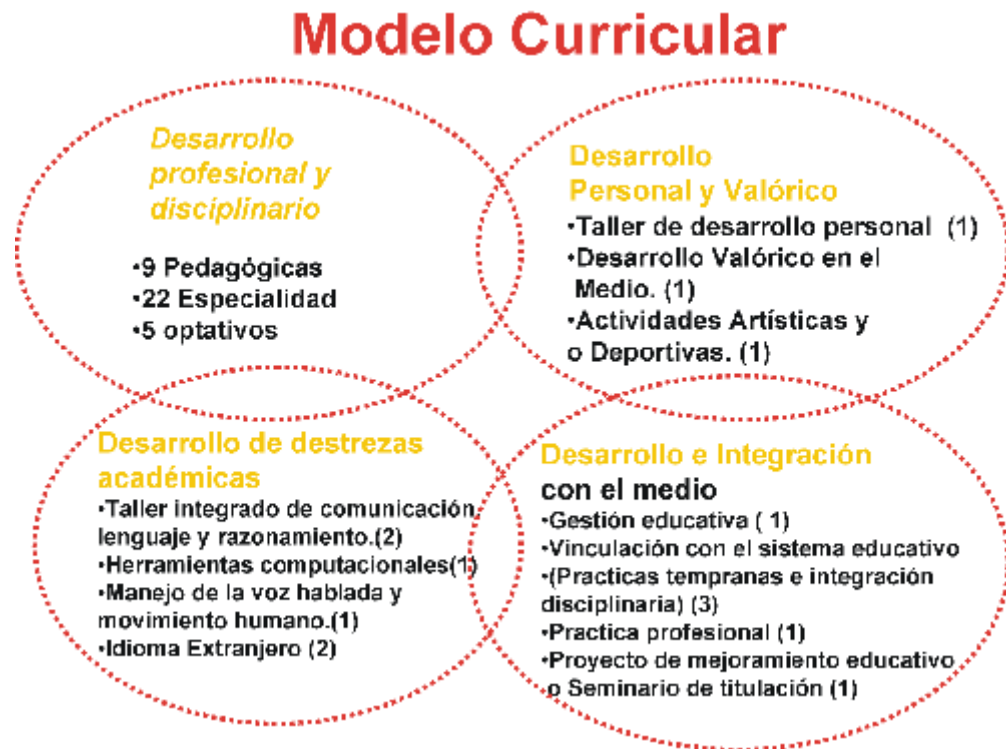 Modelo Curricular
Desarrollo
profesional y
disciplinario
•9 Pedagógicas
•22 Especialidad
•5 optativos
Desarrollo
Personal y Valórico
•Taller de desarrollo personal (1)
•Desarrollo Valórico en el
Medio. (1)
•Actividades Artísticas y
o Deportivas. (1)
Desarrollo de destrezas
académicas
•Taller integrado de comunicación,
lenguaje y razonamiento.(2)
•Herramientas computacionales(1)
•Manejo de la voz hablada y
movimiento humano.(1)
•Idioma Extranjero (2)
Desarrollo e Integración
con el medio
•Gestión educativa ( 1)
•Vinculación con el sistema educativo
•(Practicas tempranas e integración
disciplinaria) (3)
•Practica profesional (1)
•Proyecto de mejoramiento educativo
o Seminario de titulación (1)